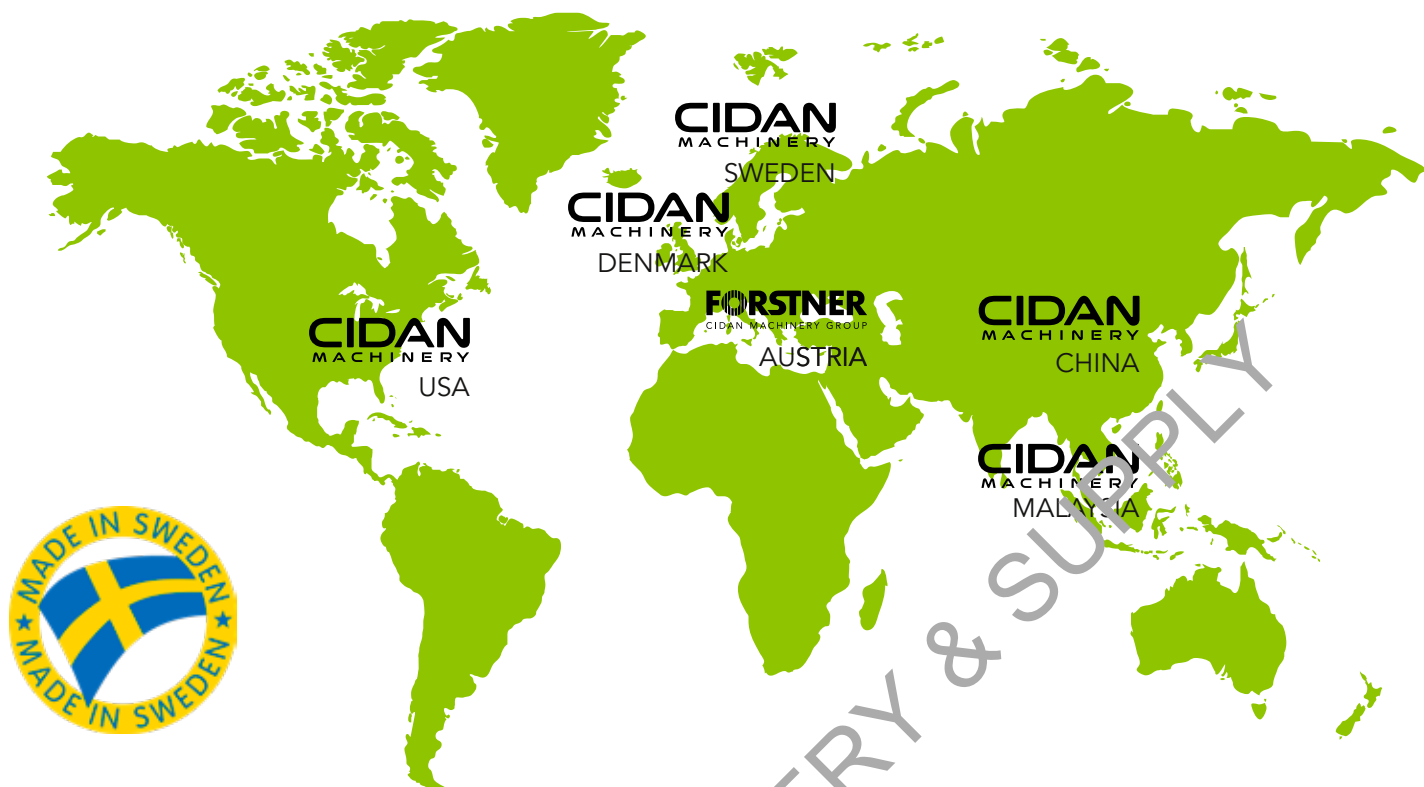 CIDAN
MACHINERY
SWEDEN
CIDAN
MACHINERY
DENMARK
FORSTNER
CIDAN MACHINERY GROUP
AUSTRIA
CIDAN
MACHINERY
USA
CIDAN
MACHINERY
CHINA
CIDAN
MACHINERY
MALAYSIA
MADE IN SWEDEN
MADE IN SWEDEN
ERY & SUPPLY